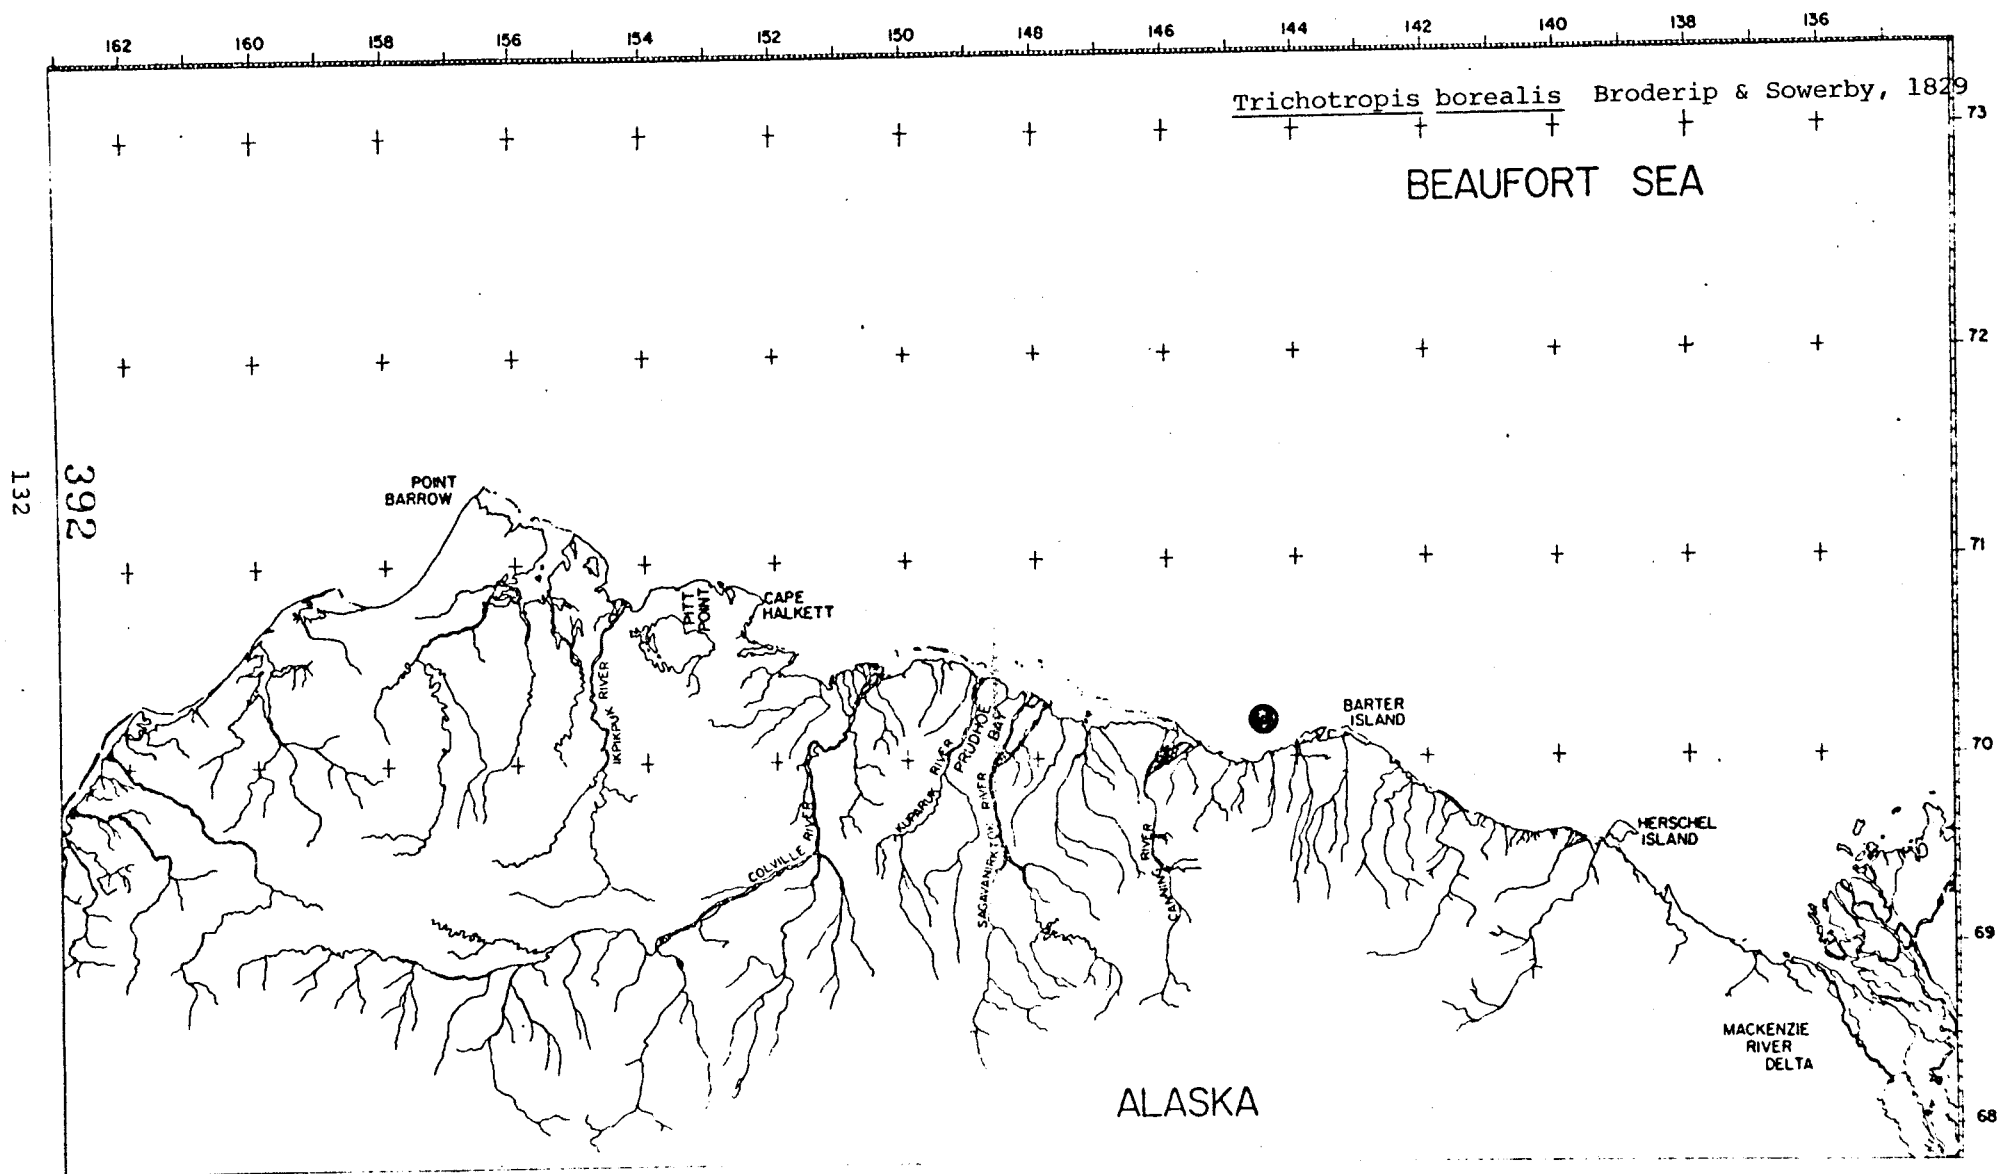 162 160 158 156 154 152 150 148 146 144 142 140 138 136
Trichotropis borealis Broderip & Sowerby, 1829
73
BEAUFORT SEA
72
132
392
POINT
BARROW
71
PITT
POINT
CAPE
HALKETT
IKPIKPUK RIVER
BARTER
ISLAND
PRUDHOE
BAY
70
KUPARUK RIVER
SAGAVANIRKTOK RIVER
COLVILLE RIVER
CANNING RIVER
HERSCHEL
ISLAND
69
MACKENZIE
RIVER
DELTA
ALASKA
68